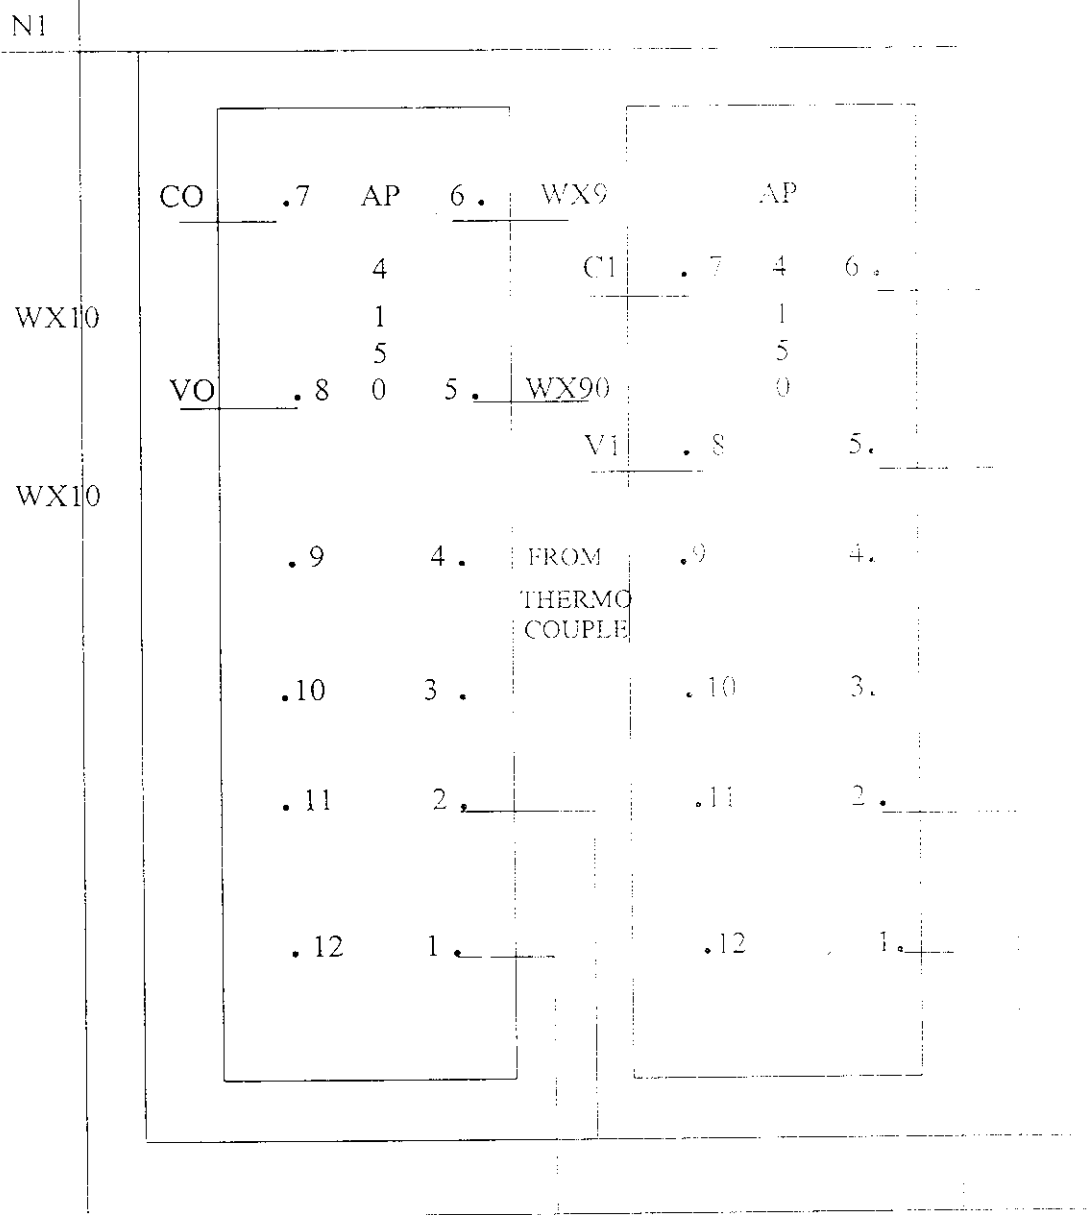 N1
CO .7 AP 6. WX9 AP
4 C1 . 7 4 6.
WX10 1 1
5 5
VO .8 0 5. WX90 0
V1 . 8 5.
WX10
.9 4. FROM .9 4.
THERMO
COUPLE
.10 3. .10 3.
.11 2. .11 2.
.12 1. .12 1.